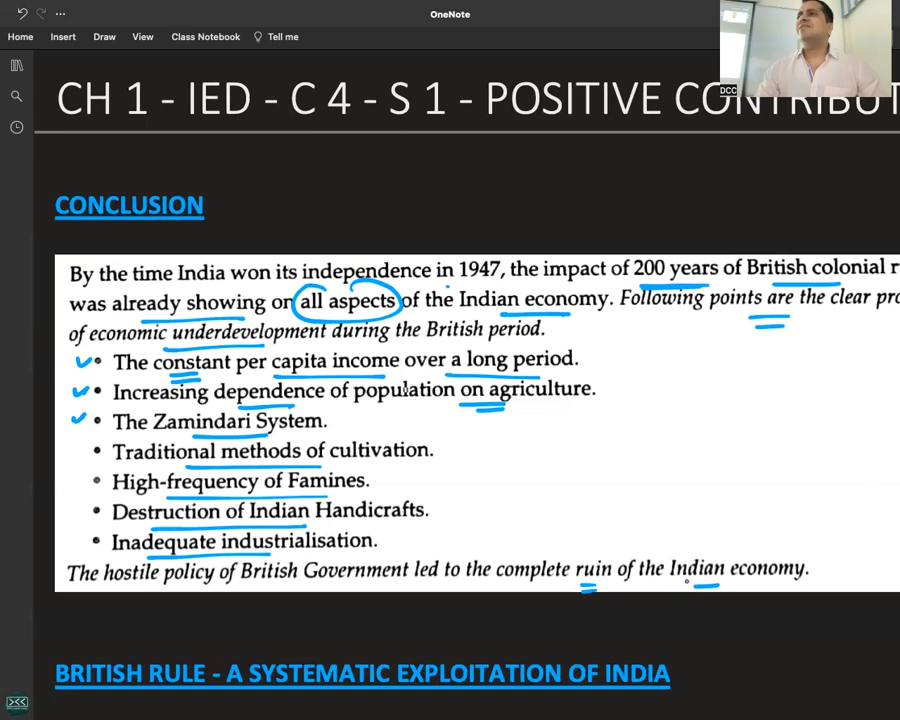 OneNote
Home Insert Draw View Class Notebook Tell me
DCC
CH 1 - IED - C 4 - S 1 - POSITIVE CONTRIBUT
CONCLUSION
By the time India won its independence in 1947, the impact of 200 years of British colonial r
was already showing on all aspects of the Indian economy. Following points are the clear pro
of economic underdevelopment during the British period.
• The constant per capita income over a long period.
• Increasing dependence of population on agriculture.
• The Zamindari System.
• Traditional methods of cultivation.
• High-frequency of Famines.
• Destruction of Indian Handicrafts.
• Inadequate industrialisation.
The hostile policy of British Government led to the complete ruin of the Indian economy.
BRITISH RULE - A SYSTEMATIC EXPLOITATION OF INDIA